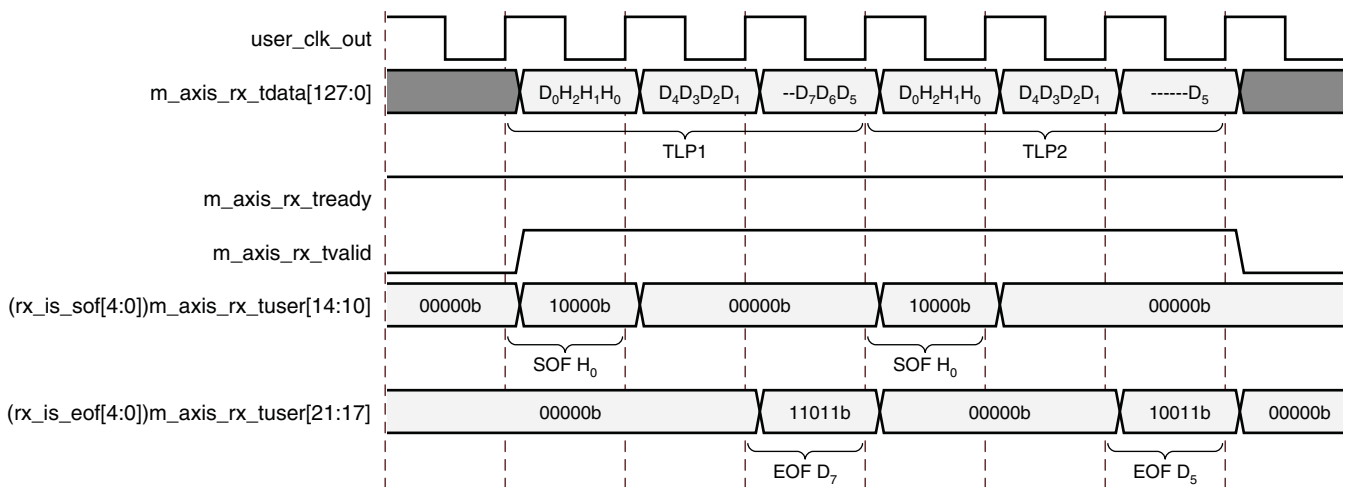 user_clk_out
m_axis_rx_tdata[127:0] D₀H₂H₁H₀ D₄D₃D₂D₁ --D₇D₆D₅ D₀H₂H₁H₀ D₄D₃D₂D₁ ------D₅
TLP1 TLP2
m_axis_rx_tready
m_axis_rx_tvalid
(rx_is_sof[4:0])m_axis_rx_tuser[14:10] 00000b 10000b 00000b 10000b 00000b
SOF H₀ SOF H₀
(rx_is_eof[4:0])m_axis_rx_tuser[21:17] 00000b 11011b 00000b 10011b 00000b
EOF D₇ EOF D₅